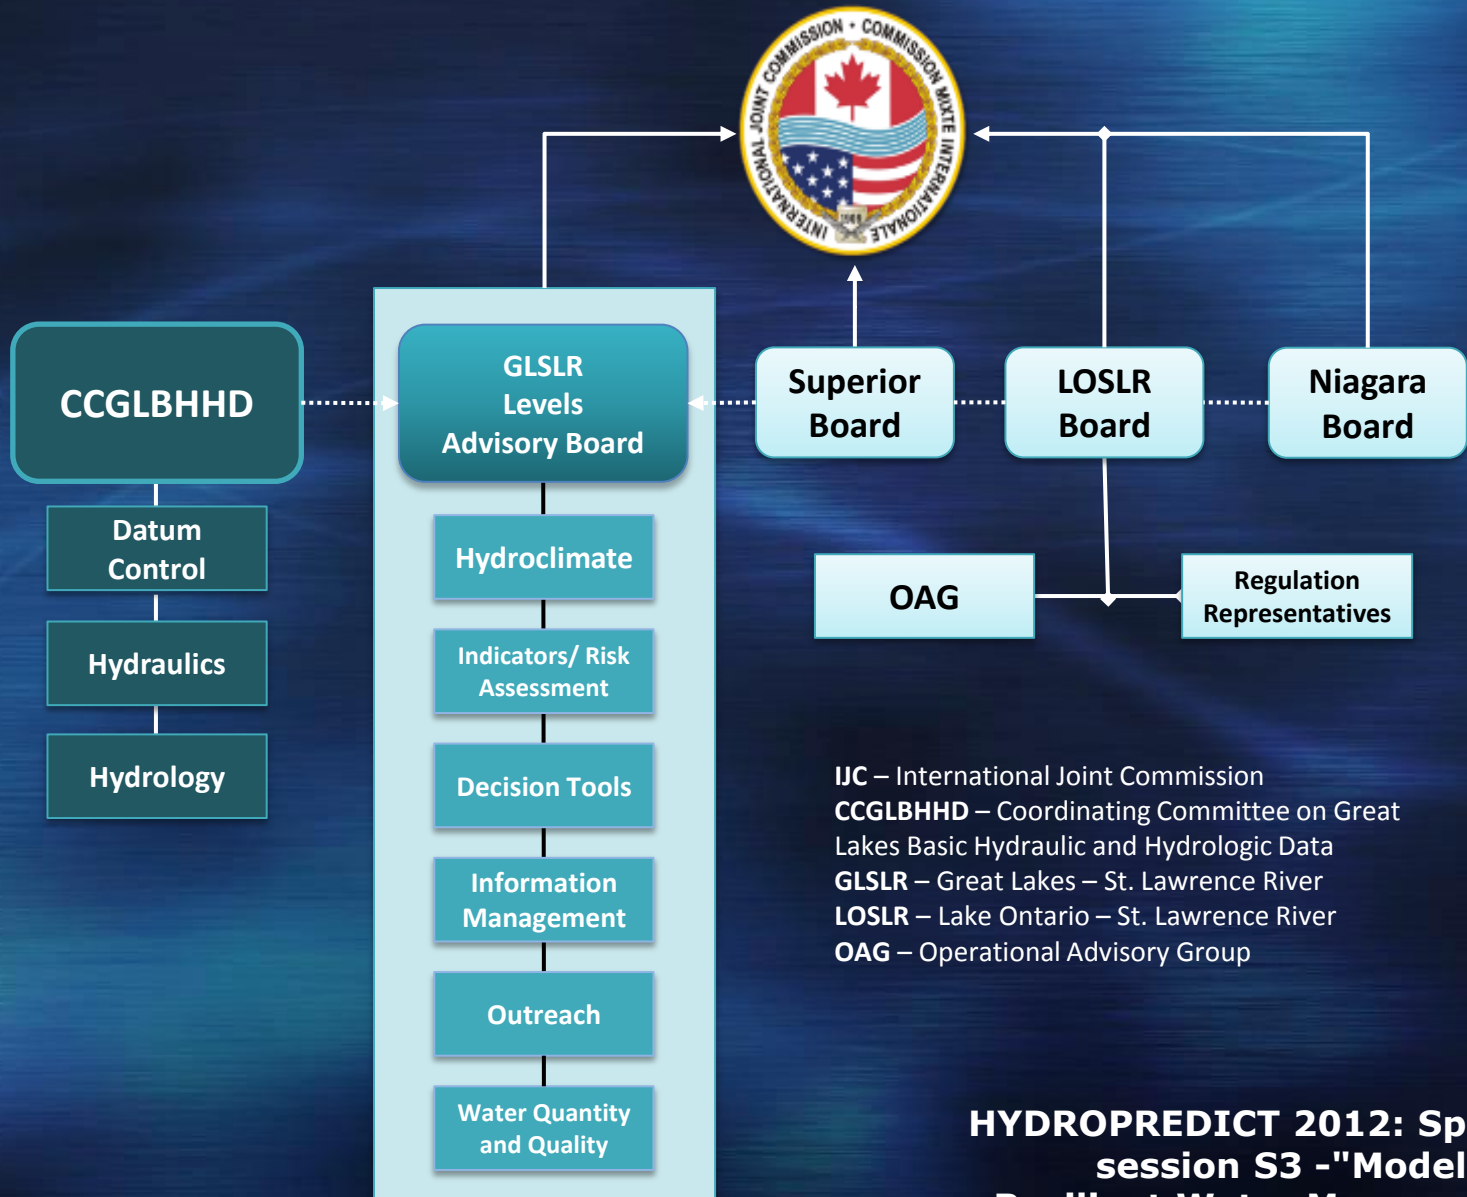 INTERNATIONAL JOINT COMMISSION • COMMISSION MIXTE INTERNATIONALE
1909
CCGLBHHD
Datum
Control
Hydraulics
Hydrology
GLSLR
Levels
Advisory Board
Hydroclimate
Indicators/ Risk
Assessment
Decision Tools
Information
Management
Outreach
Water Quantity
and Quality
Superior
Board
LOSLR
Board
Niagara
Board
OAG
Regulation
Representatives
IJC – International Joint Commission
CCGLBHHD – Coordinating Committee on Great
Lakes Basic Hydraulic and Hydrologic Data
GLSLR – Great Lakes – St. Lawrence River
LOSLR – Lake Ontario – St. Lawrence River
OAG – Operational Advisory Group
HYDROPREDICT 2012: Sp
session S3 -"Model